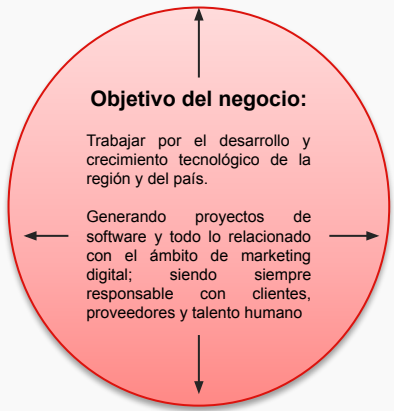 Objetivo del negocio:
Trabajar por el desarrollo y
crecimiento tecnológico de la
región y del país.
Generando proyectos de
software y todo lo relacionado
con el ámbito de marketing
digital; siendo siempre
responsable con clientes,
proveedores y talento humano